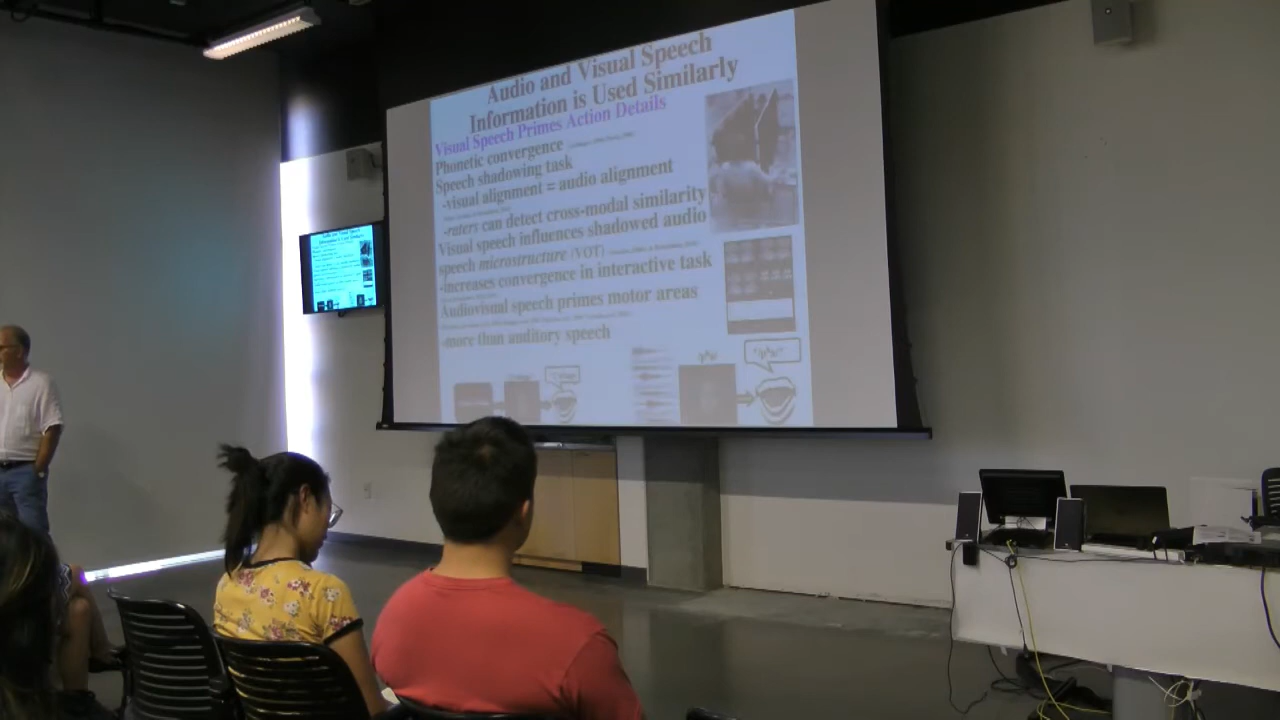 Audio and Visual Speech
Information is Used Similarly
Visual Speech Primes Action Details
Phonetic convergence
Speech shadowing task
-visual alignment = audio alignment
-raters can detect cross-modal similarity
Visual speech influences shadowed audio
speech microstructure (VOT)
-increases convergence in interactive task
Audiovisual speech primes motor areas
-more than auditory speech